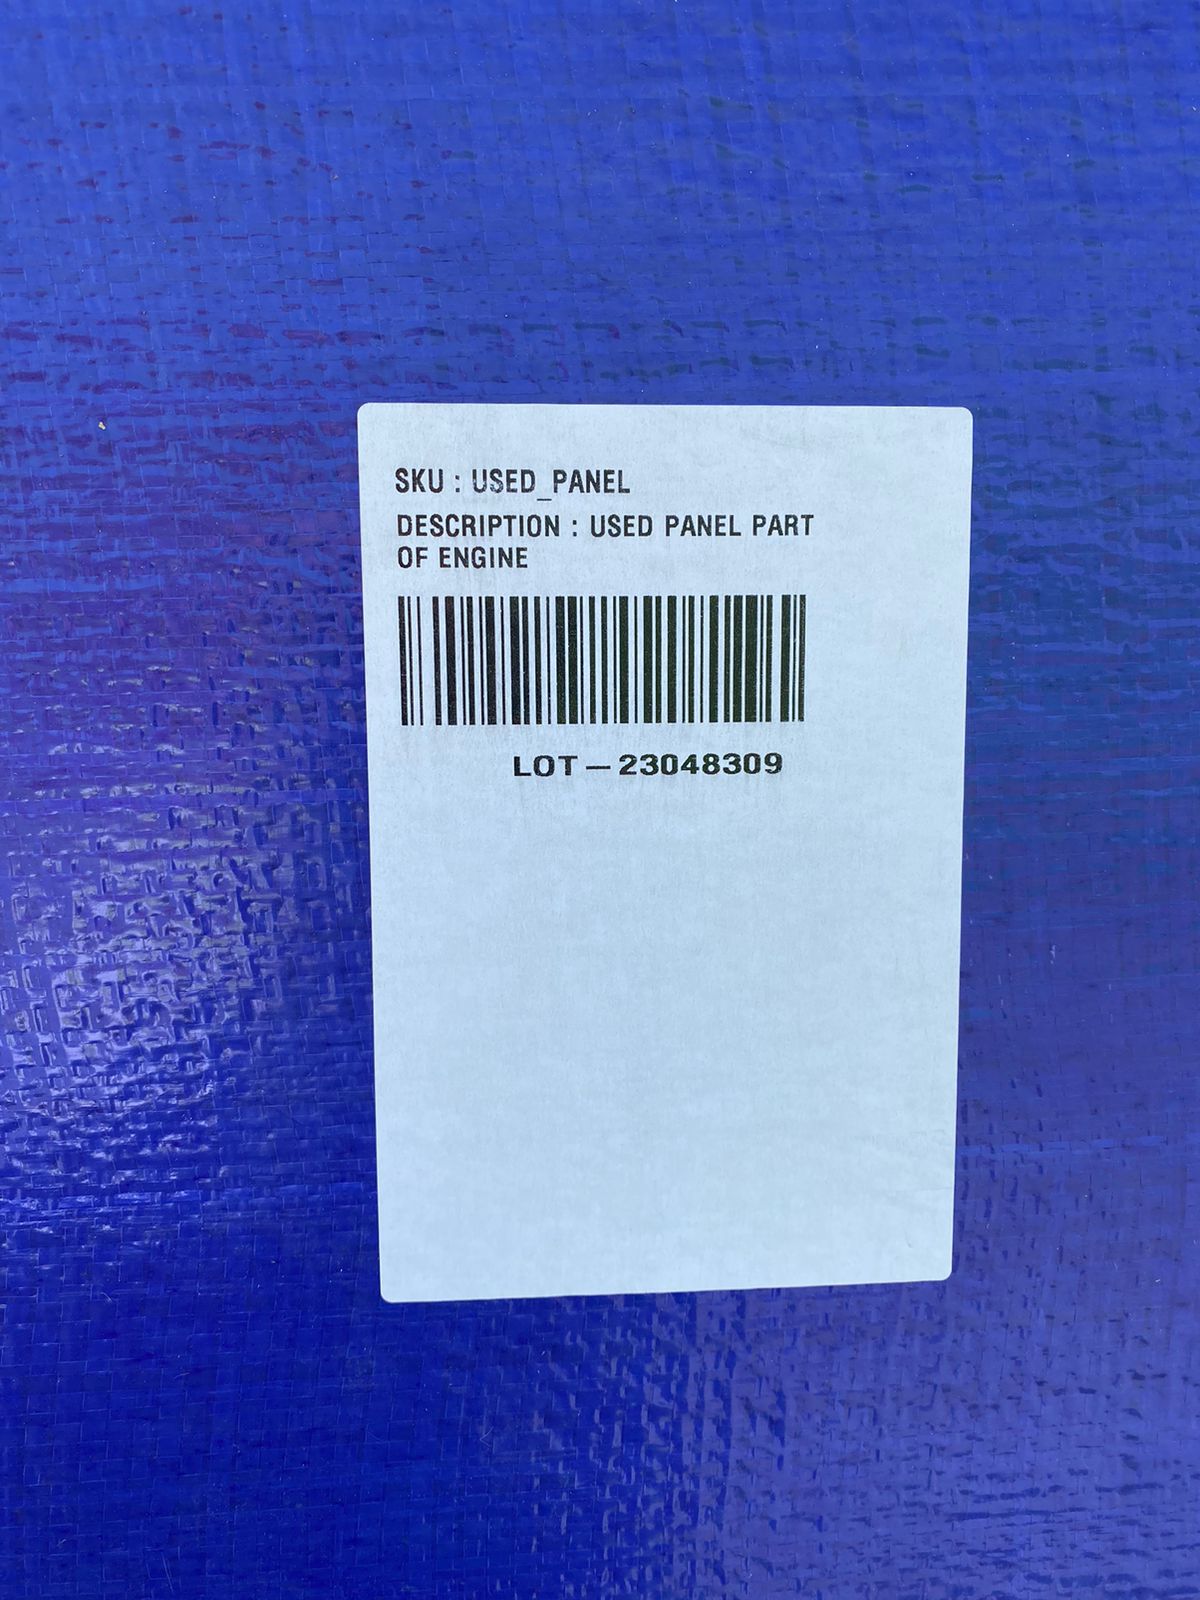 SKU : USED_PANEL
DESCRIPTION : USED PANEL PART
OF ENGINE
LOT – 23048309